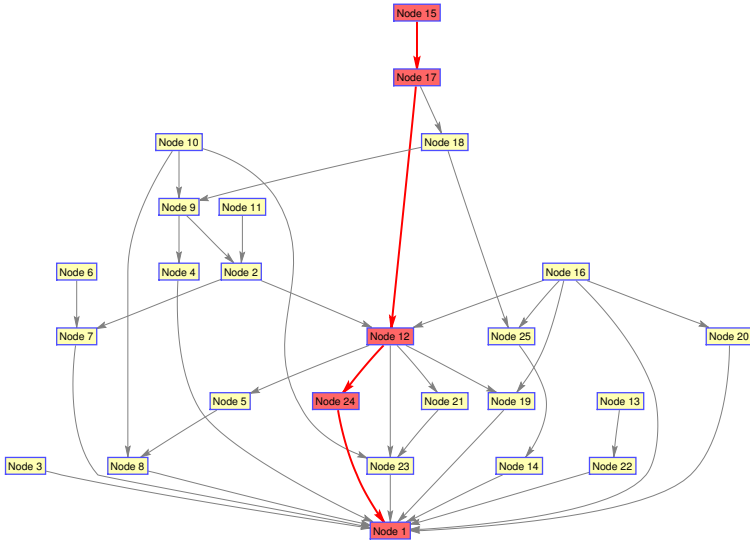 Node 15
Node 17
Node 10
Node 18
Node 9
Node 11
Node 6
Node 4
Node 2
Node 16
Node 7
Node 12
Node 25
Node 20
Node 5
Node 24
Node 21
Node 19
Node 13
Node 3
Node 8
Node 23
Node 14
Node 22
Node 1